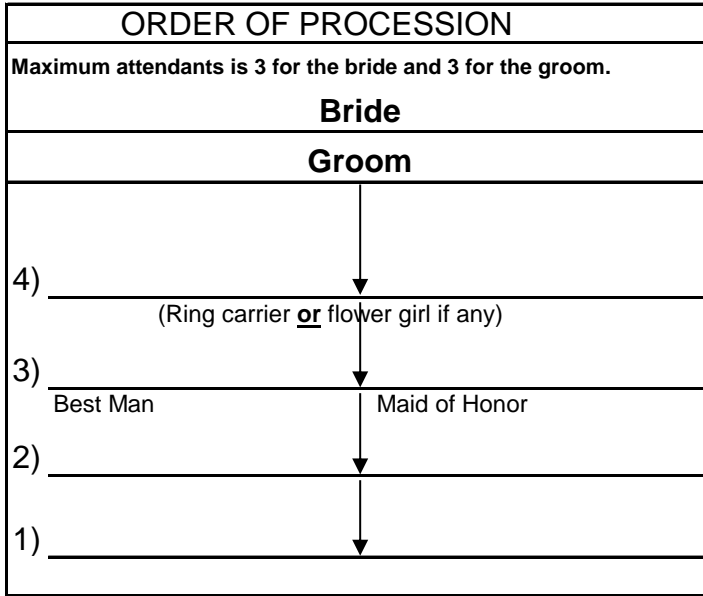 ORDER OF PROCESSION
Maximum attendants is 3 for the bride and 3 for the groom.
Bride
Groom
4)
(Ring carrier or flower girl if any)
3)
Best Man Maid of Honor
2)
1)